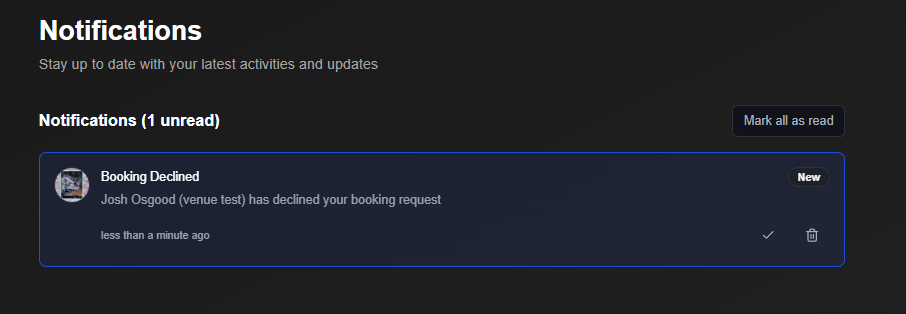 Notifications
Stay up to date with your latest activities and updates
Notifications (1 unread)
Mark all as read
Booking Declined
New
Josh Osgood (venue test) has declined your booking request
less than a minute ago